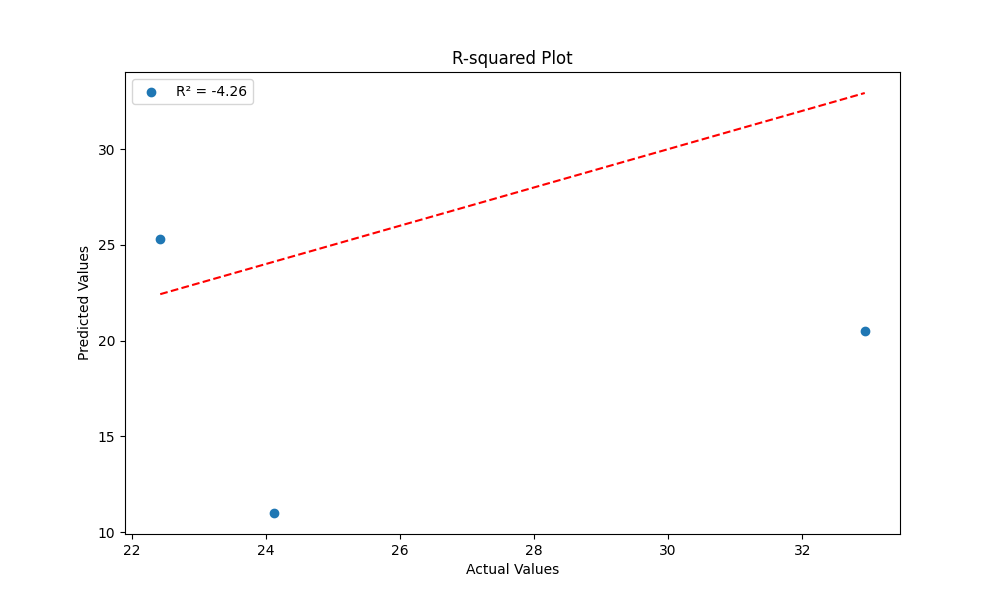 R-squared Plot
R² = -4.26
30
25
20
15
10
Predicted Values
22
24
26
28
30
32
Actual Values